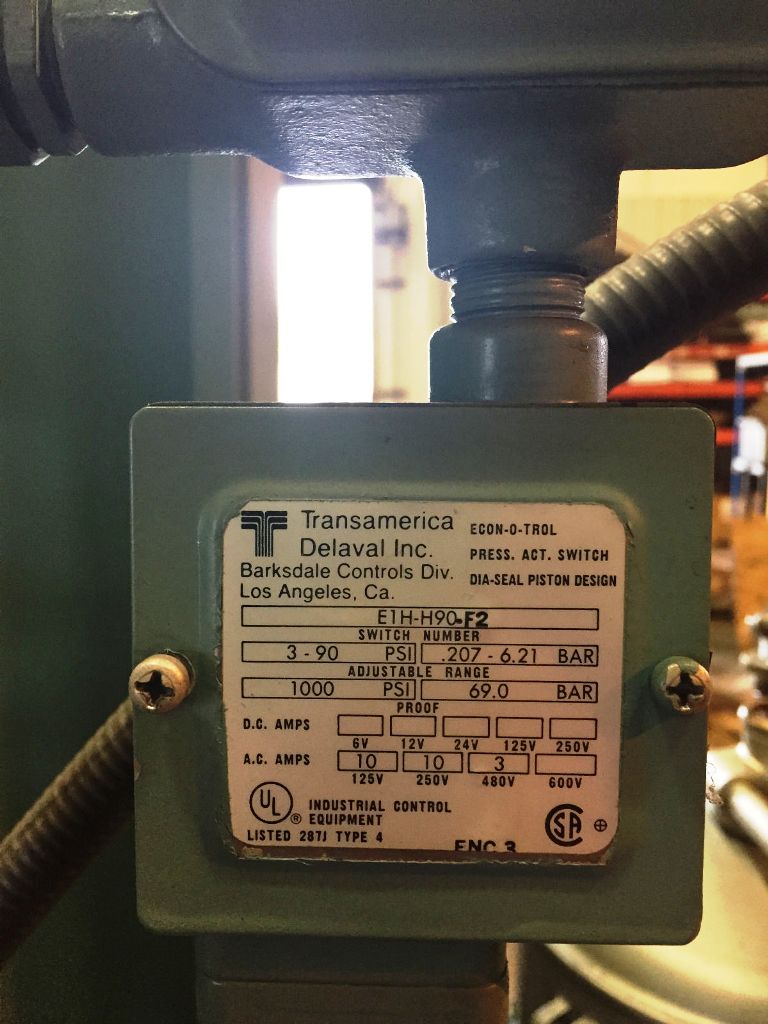 Transamerica
Delaval Inc.
Barksdale Controls Div.
Los Angeles, Ca.
ECON-O-TROL
PRESS. ACT. SWITCH
DIA-SEAL PISTON DESIGN
E1H-H90-F2
SWITCH NUMBER
3 - 90 PSI .207 - 6.21 BAR
ADJUSTABLE RANGE
1000 PSI 69.0 BAR
PROOF
D.C. AMPS
6V 12V 24V 125V 250V
A.C. AMPS 10 10 3
125V 250V 480V 600V
UL ® INDUSTRIAL CONTROL
EQUIPMENT
LISTED 287J TYPE 4
SA
ENC 3